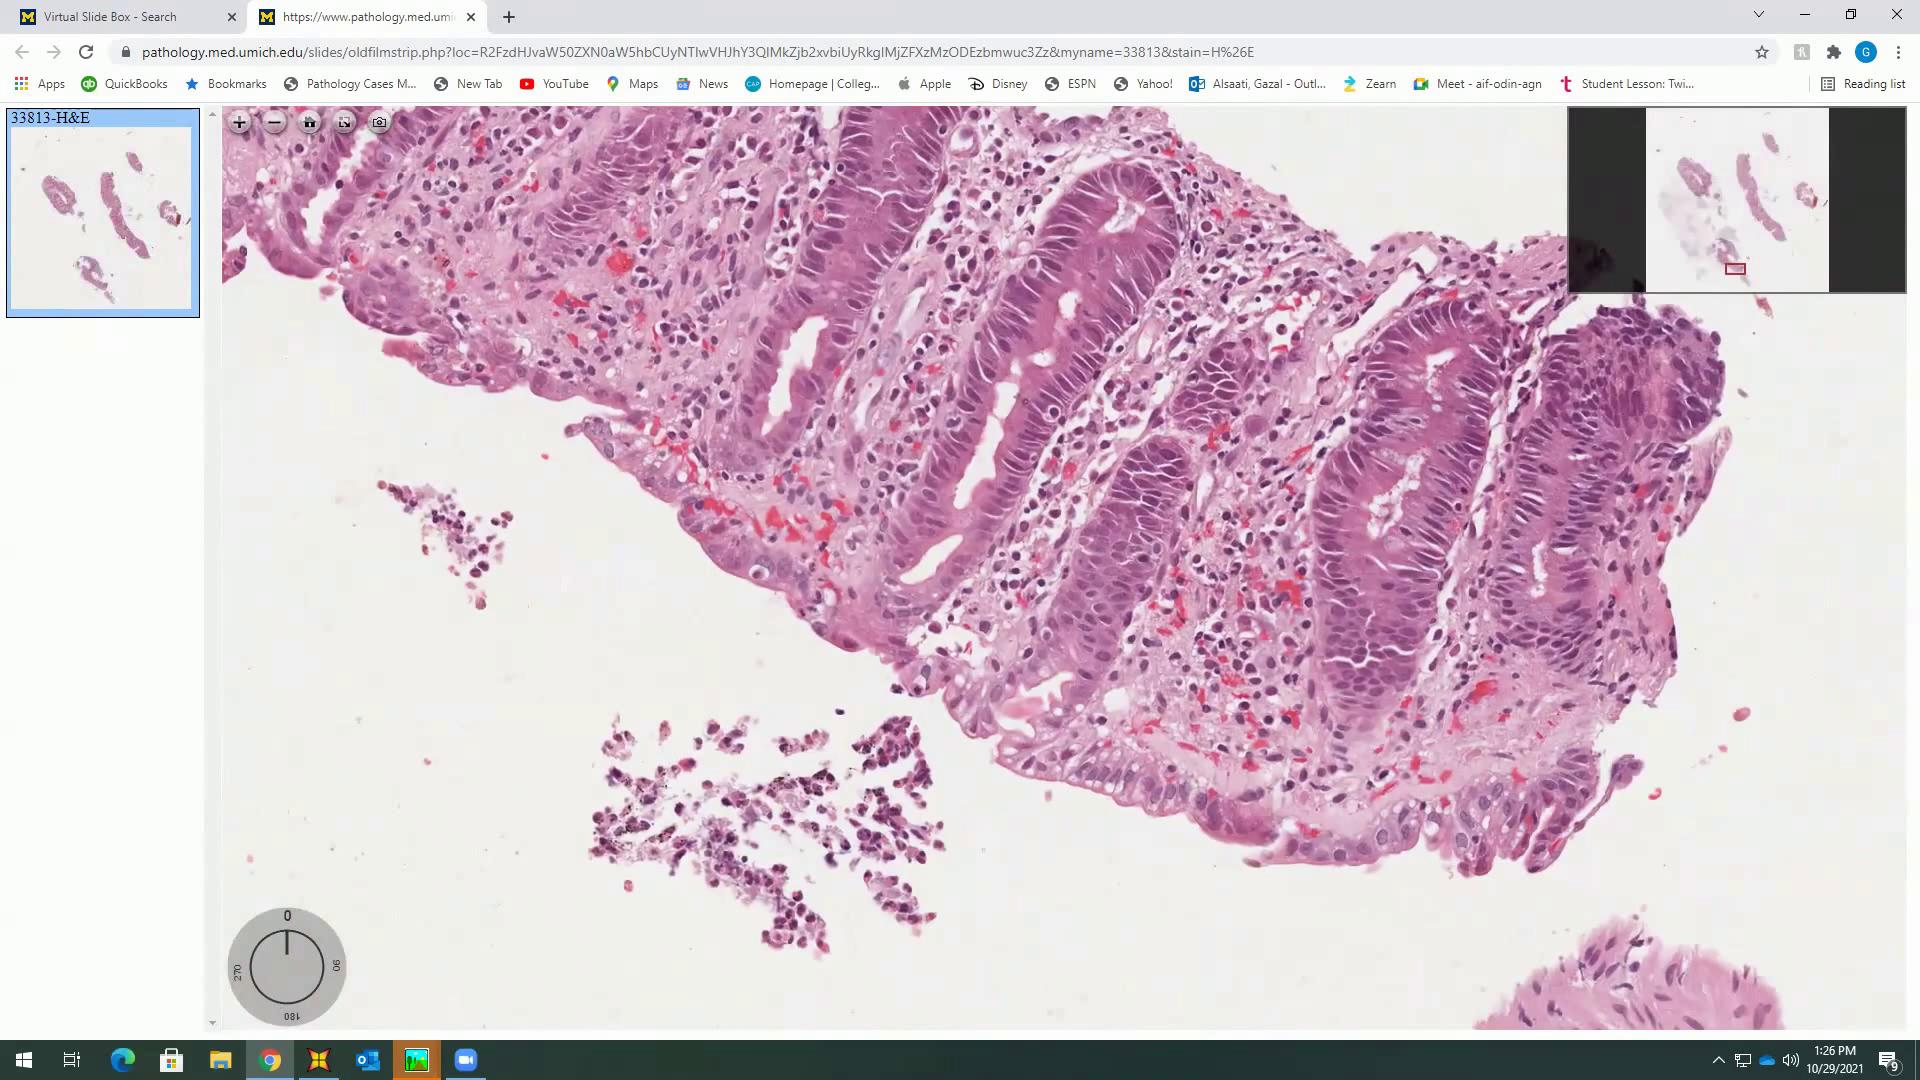 Virtual Slide Box - Search
https://www.pathology.med.umi
pathology.med.umich.edu/slides/oldfilmstrip.php?loc=R2FzdHJvaW50ZXN0aW5hbCUyNTIwVHJhY3QlMkZjb2xvbiUyRkglMjZFXzMzODEzbmwuc3Zz&myname=33813&stain=H%26E
G
Apps QuickBooks Bookmarks Pathology Cases M... New Tab YouTube Maps News Homepage | Colleg... Apple Disney ESPN Yahoo! Alsaati, Gazal - Outl... Zearn Meet - aif-odin-agn Student Lesson: Twi... Reading list
33813-H&E
0
270
90
180
1:26 PM
10/29/2021
9